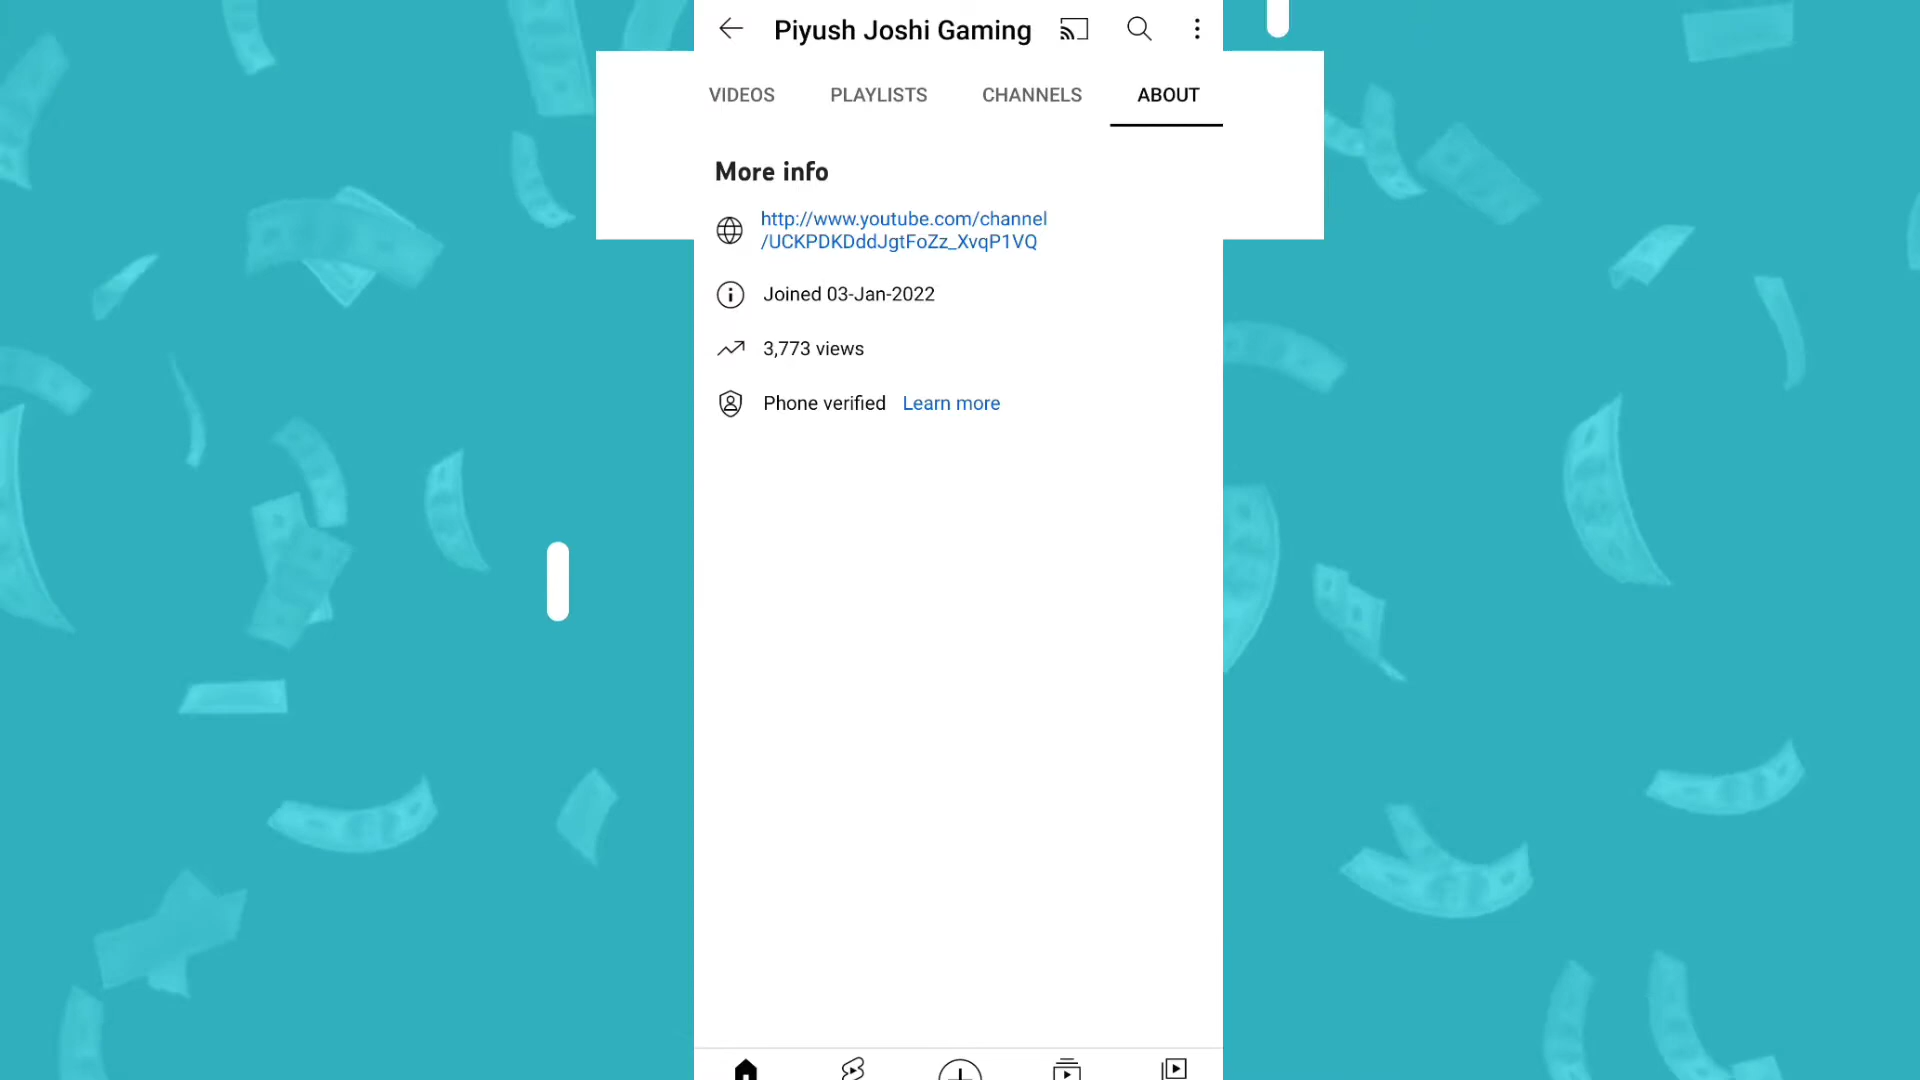 Piyush Joshi Gaming
VIDEOS PLAYLISTS CHANNELS ABOUT
More info
http://www.youtube.com/channel
/UCKPDKDddJgtFoZz_XvqP1VQ
Joined 03-Jan-2022
3,773 views
Phone verified Learn more